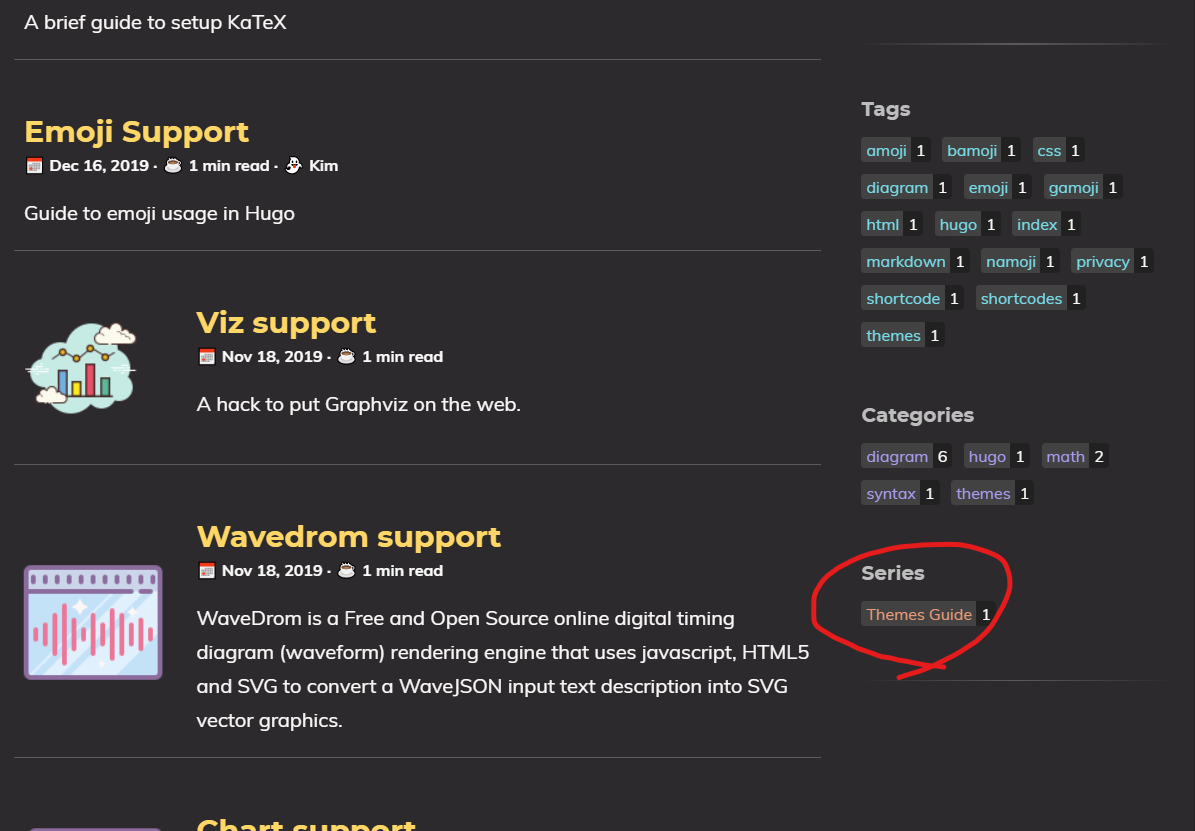 A brief guide to setup KaTeX
Emoji Support
Dec 16, 2019 · 1 min read · Kim
Guide to emoji usage in Hugo
Viz support
Nov 18, 2019 · 1 min read
A hack to put Graphviz on the web.
Wavedrom support
Nov 18, 2019 · 1 min read
WaveDrom is a Free and Open Source online digital timing
diagram (waveform) rendering engine that uses javascript, HTML5
and SVG to convert a WaveJSON input text description into SVG
vector graphics.
Chart support
Tags
amoji 1 bamoji 1 css 1
diagram 1 emoji 1 gamoji 1
html 1 hugo 1 index 1
markdown 1 namoji 1 privacy 1
shortcode 1 shortcodes 1
themes 1
Categories
diagram 6 hugo 1 math 2
syntax 1 themes 1
Series
Themes Guide 1